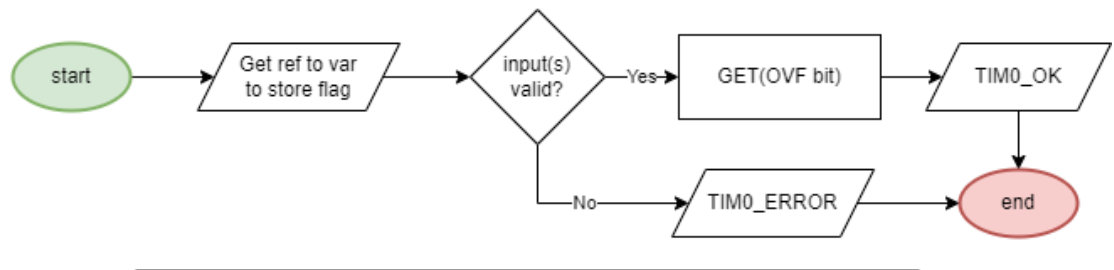 start
Get ref to var
to store flag
input(s)
valid?
Yes
GET(OVF bit)
TIM0_OK
No
TIM0_ERROR
end